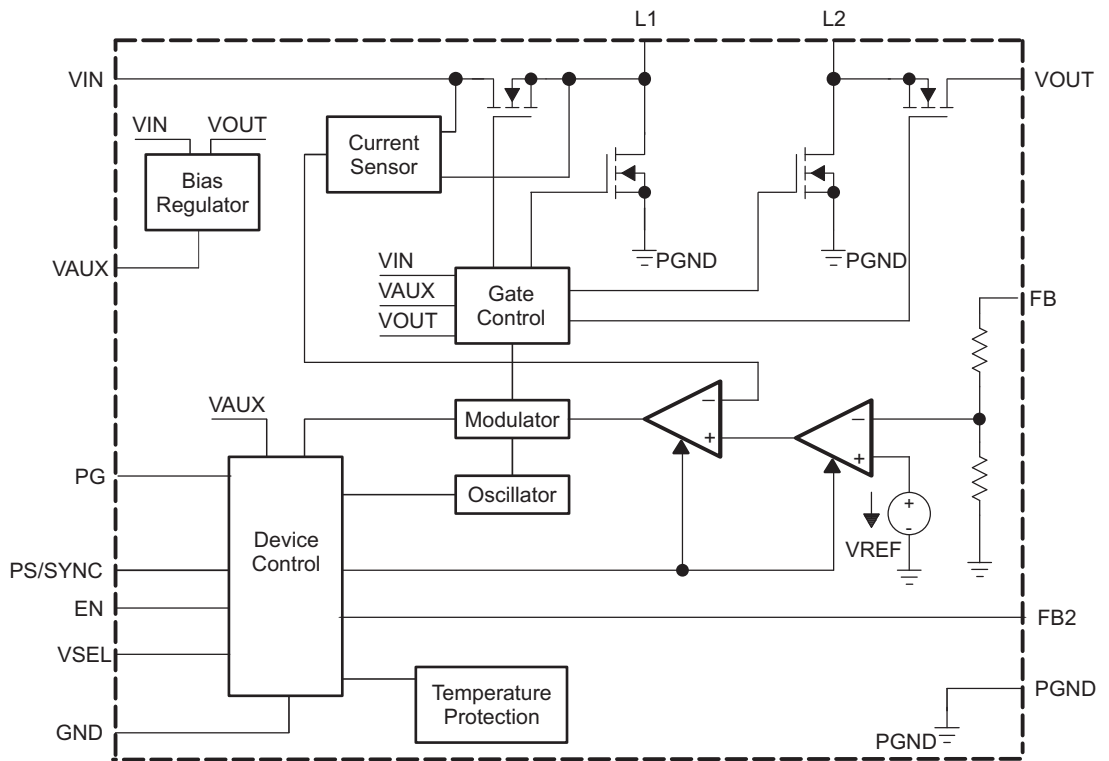 L1
L2
VIN
VOUT
VIN
VOUT
Current
Sensor
Bias
Regulator
VAUX
PGND
PGND
VIN
VAUX
VOUT
Gate
Control
FB
VAUX
Modulator
−
+
−
+
PG
Oscillator
+
-
VREF
Device
Control
PS/SYNC
EN
FB2
VSEL
Temperature
Protection
PGND
GND
PGND